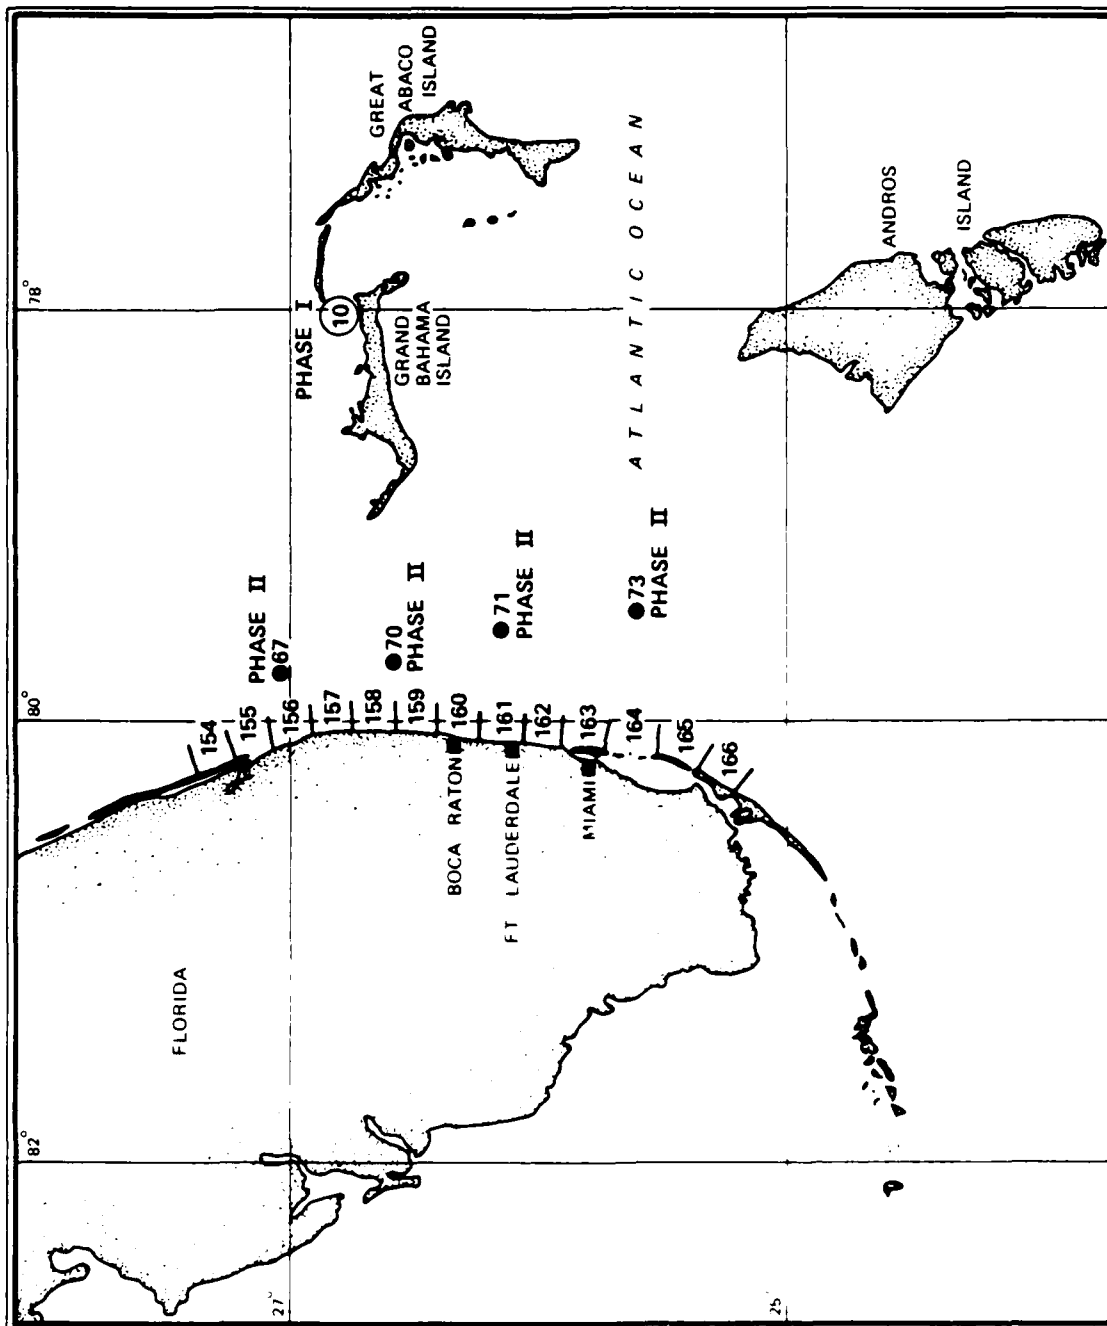 FLORIDA
BOCA RATON
FT LAUDERDALE
MIAMI
154
155
156
157
158
159
160
161
162
163
164
165
166
PHASE II
67
70
PHASE II
71
PHASE II
73
PHASE II
PHASE I
10
GREAT
ABACO
ISLAND
GRAND
BAHAMA
ISLAND
ATLANTIC OCEAN
ANDROS
ISLAND
82°
80°
78°
27°
25°